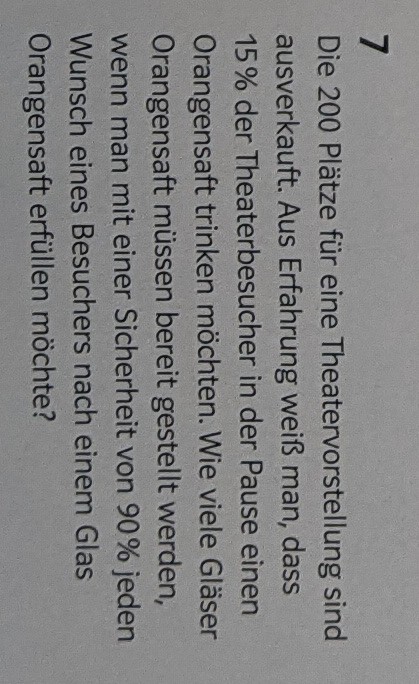 7
Die 200 Plätze für eine Theatervorstellung sind
ausverkauft. Aus Erfahrung weiß man, dass
15 % der Theaterbesucher in der Pause einen
Orangensaft trinken möchten. Wie viele Gläser
Orangensaft müssen bereit gestellt werden,
wenn man mit einer Sicherheit von 90 % jeden
Wunsch eines Besuchers nach einem Glas
Orangensaft erfüllen möchte?